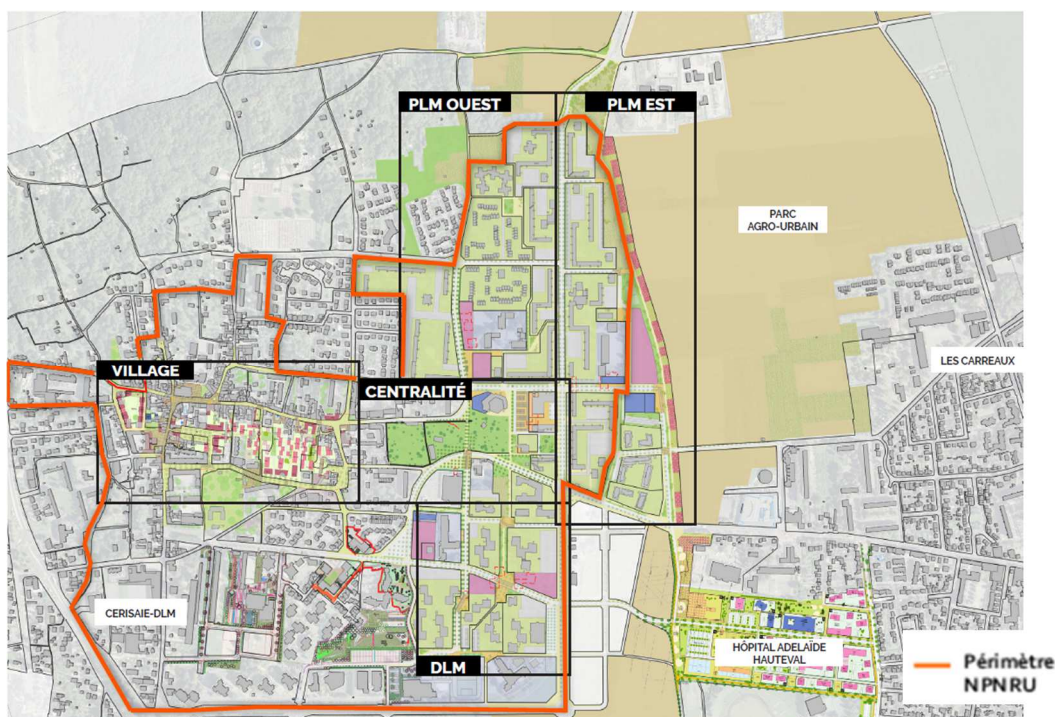 PLM OUEST
PLM EST
PARC
AGRO-URBAIN
LES CARREAUX
VILLAGE
CENTRALITÉ
CERISAIE-DLM
DLM
HÔPITAL ADELAÏDE
HAUTEVAL
Périmètre
NPNRU